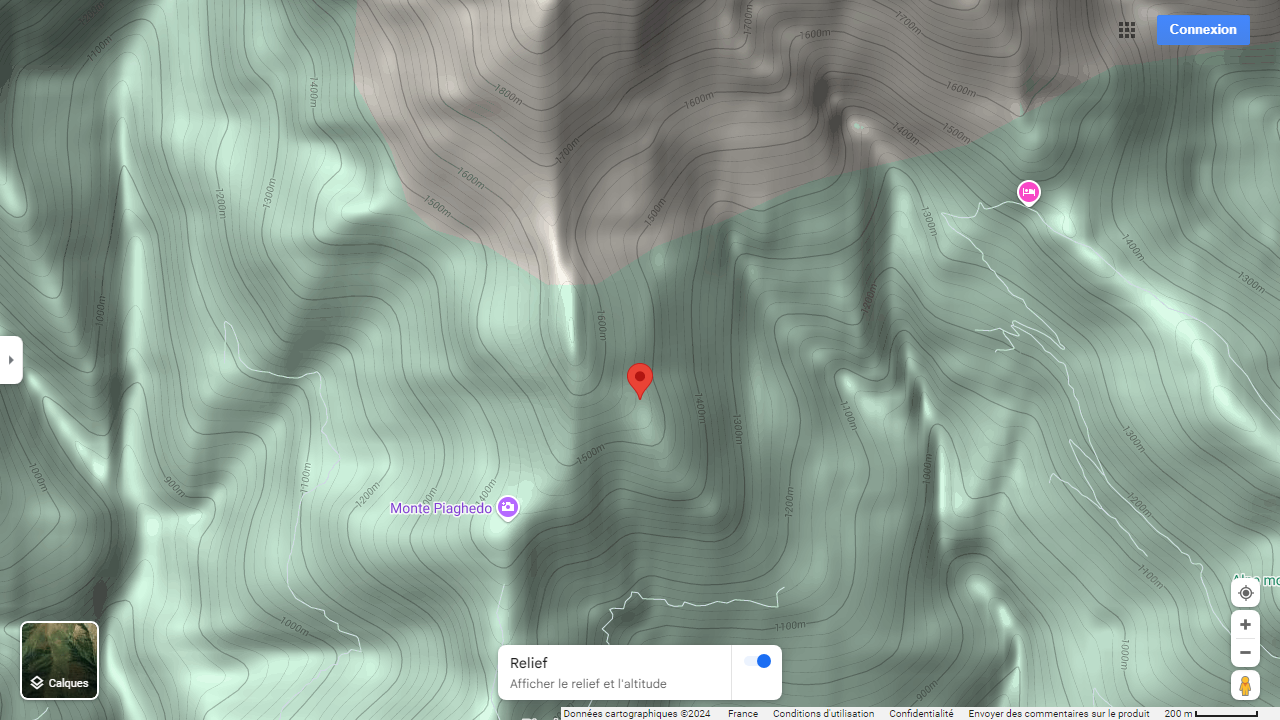 1700m
1700m
1600m
Connexion
1100m
1400m
1800m
1600m
1600m
1400m
1500m
1700m
1600m
1200m
1300m
1500m
1500m
1300m
1400m
1300m
1000m
1600m
1200m
1400m
1100m
1300m
1300m
1500m
1000m
1100m
900m
1200m
1400m
1000m
1200m
1200m
Monte Piaghedo
1100m
1000m
1100m
1000m
900m
Relief
Afficher le relief et l'altitude
Calques
Données cartographiques ©2024 France Conditions d'utilisation Confidentialité Envoyer des commentaires sur le produit 200 m